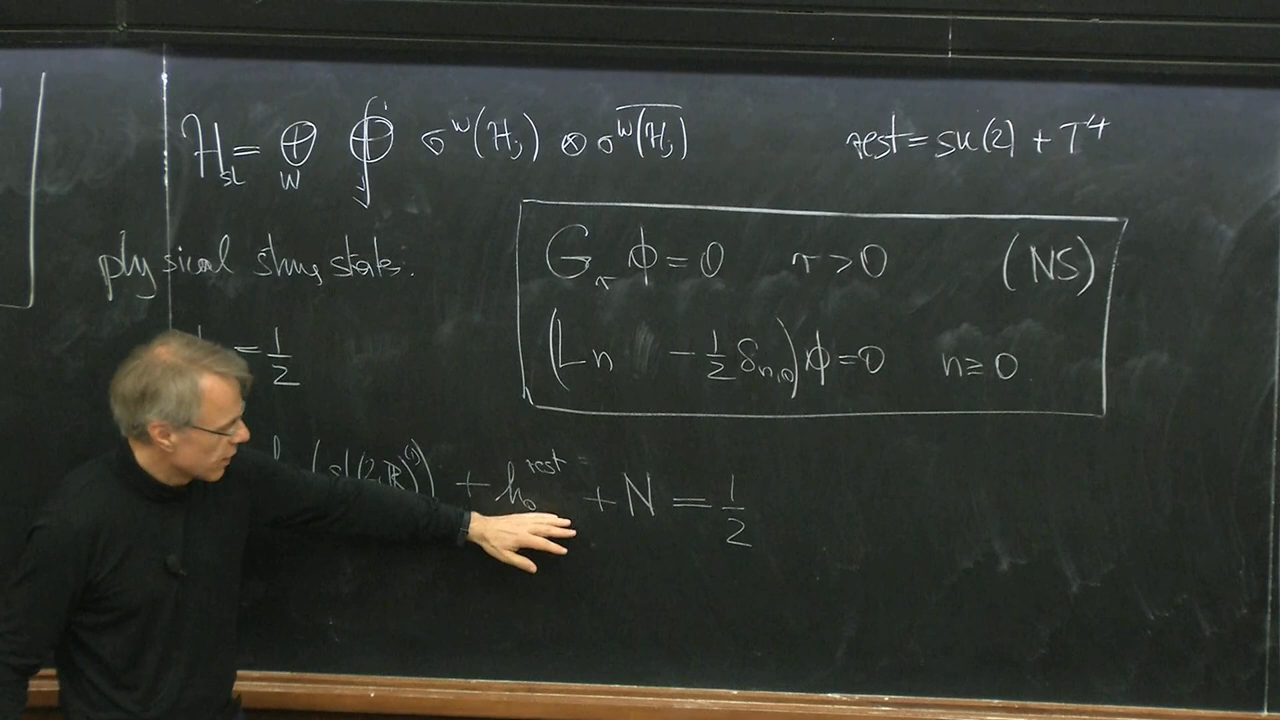 H_sl = ⊕_w ∮⊕_j σ^w(H_j) ⊗ \overline{σ^w(H_j)}
rest = su(2) + T^4
physical string states.
G_r φ = 0 r > 0 (NS)
(L_n - 1/2 δ_{n,0}) φ = 0 n ≥ 0
= 1/2
(sl(2,R)^{(1)}) + h_0^{rest} + N = 1/2